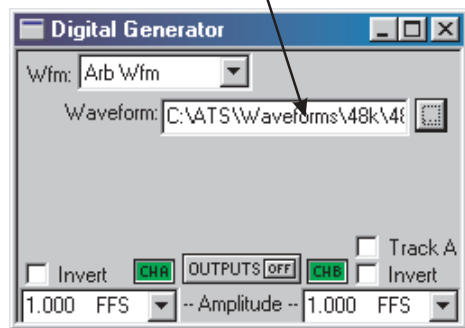 Digital Generator
Wfm: Arb Wfm
Waveform: C:\ATS\Waveforms\48k\48
Track A
Invert CHA OUTPUTS OFF CHB Invert
1.000 FFS -- Amplitude -- 1.000 FFS